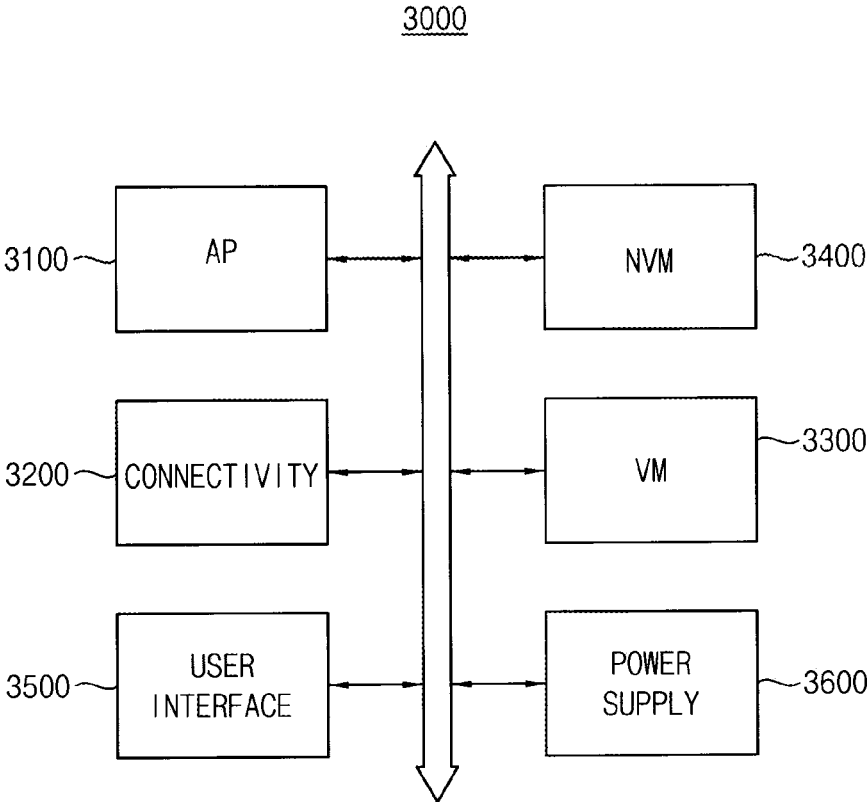 3000
3100
AP
NVM
3400
3200
CONNECTIVITY
VM
3300
3500
USER
INTERFACE
POWER
SUPPLY
3600